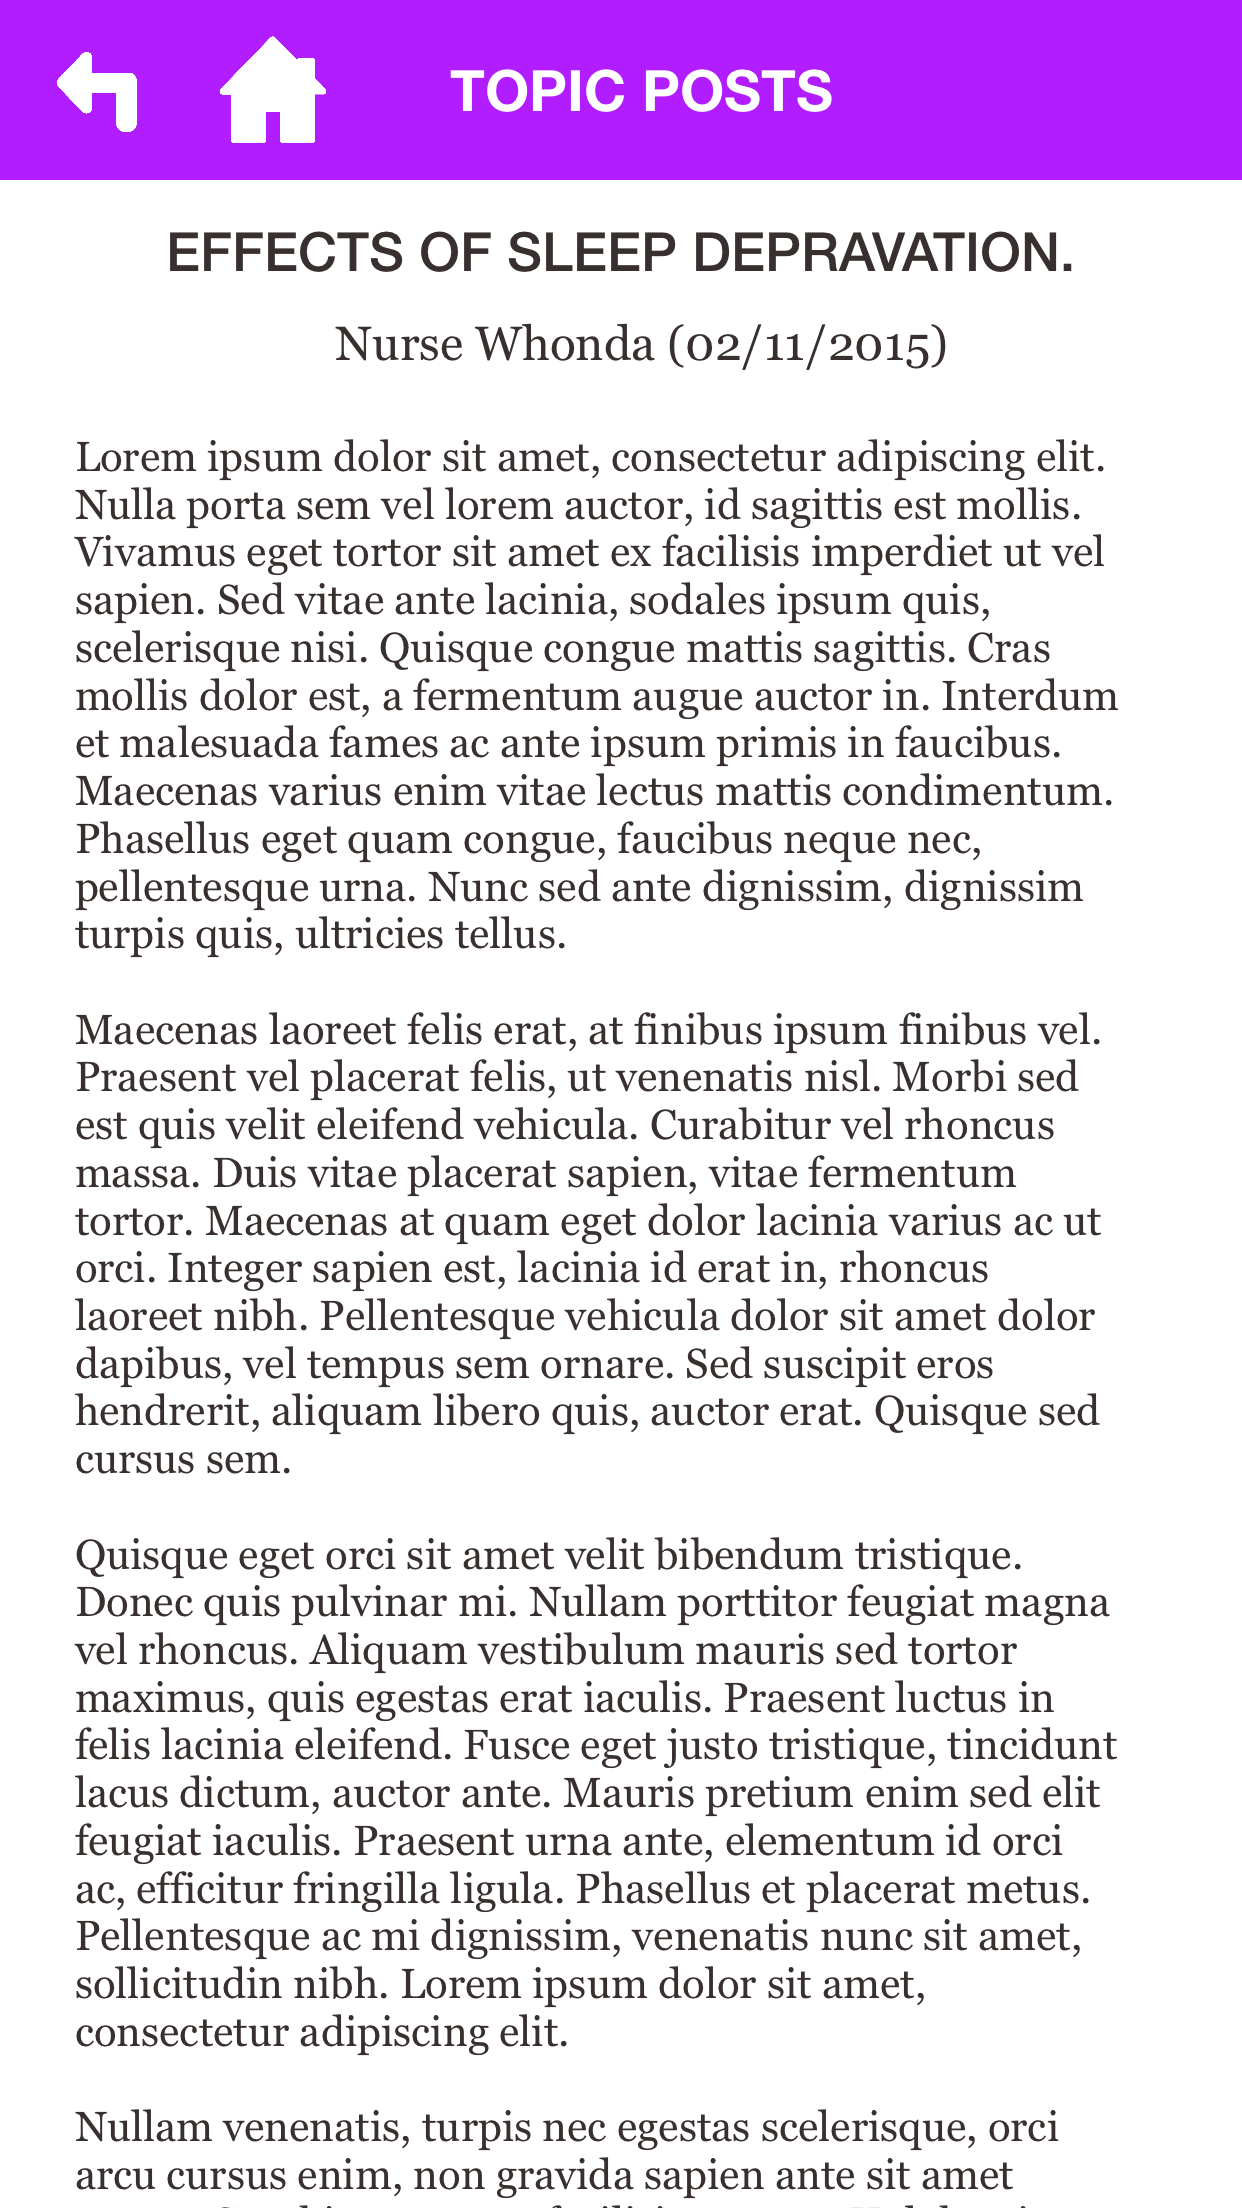 TOPIC POSTS
EFFECTS OF SLEEP DEPRAVATION.
Nurse Whonda (02/11/2015)
Lorem ipsum dolor sit amet, consectetur adipiscing elit.
Nulla porta sem vel lorem auctor, id sagittis est mollis.
Vivamus eget tortor sit amet ex facilisis imperdiet ut vel
sapien. Sed vitae ante lacinia, sodales ipsum quis,
scelerisque nisi. Quisque congue mattis sagittis. Cras
mollis dolor est, a fermentum augue auctor in. Interdum
et malesuada fames ac ante ipsum primis in faucibus.
Maecenas varius enim vitae lectus mattis condimentum.
Phasellus eget quam congue, faucibus neque nec,
pellentesque urna. Nunc sed ante dignissim, dignissim
turpis quis, ultricies tellus.
Maecenas laoreet felis erat, at finibus ipsum finibus vel.
Praesent vel placerat felis, ut venenatis nisl. Morbi sed
est quis velit eleifend vehicula. Curabitur vel rhoncus
massa. Duis vitae placerat sapien, vitae fermentum
tortor. Maecenas at quam eget dolor lacinia varius ac ut
orci. Integer sapien est, lacinia id erat in, rhoncus
laoreet nibh. Pellentesque vehicula dolor sit amet dolor
dapibus, vel tempus sem ornare. Sed suscipit eros
hendrerit, aliquam libero quis, auctor erat. Quisque sed
cursus sem.
Quisque eget orci sit amet velit bibendum tristique.
Donec quis pulvinar mi. Nullam porttitor feugiat magna
vel rhoncus. Aliquam vestibulum mauris sed tortor
maximus, quis egestas erat iaculis. Praesent luctus in
felis lacinia eleifend. Fusce eget justo tristique, tincidunt
lacus dictum, auctor ante. Mauris pretium enim sed elit
feugiat iaculis. Praesent urna ante, elementum id orci
ac, efficitur fringilla ligula. Phasellus et placerat metus.
Pellentesque ac mi dignissim, venenatis nunc sit amet,
sollicitudin nibh. Lorem ipsum dolor sit amet,
consectetur adipiscing elit.
Nullam venenatis, turpis nec egestas scelerisque, orci
arcu cursus enim, non gravida sapien ante sit amet